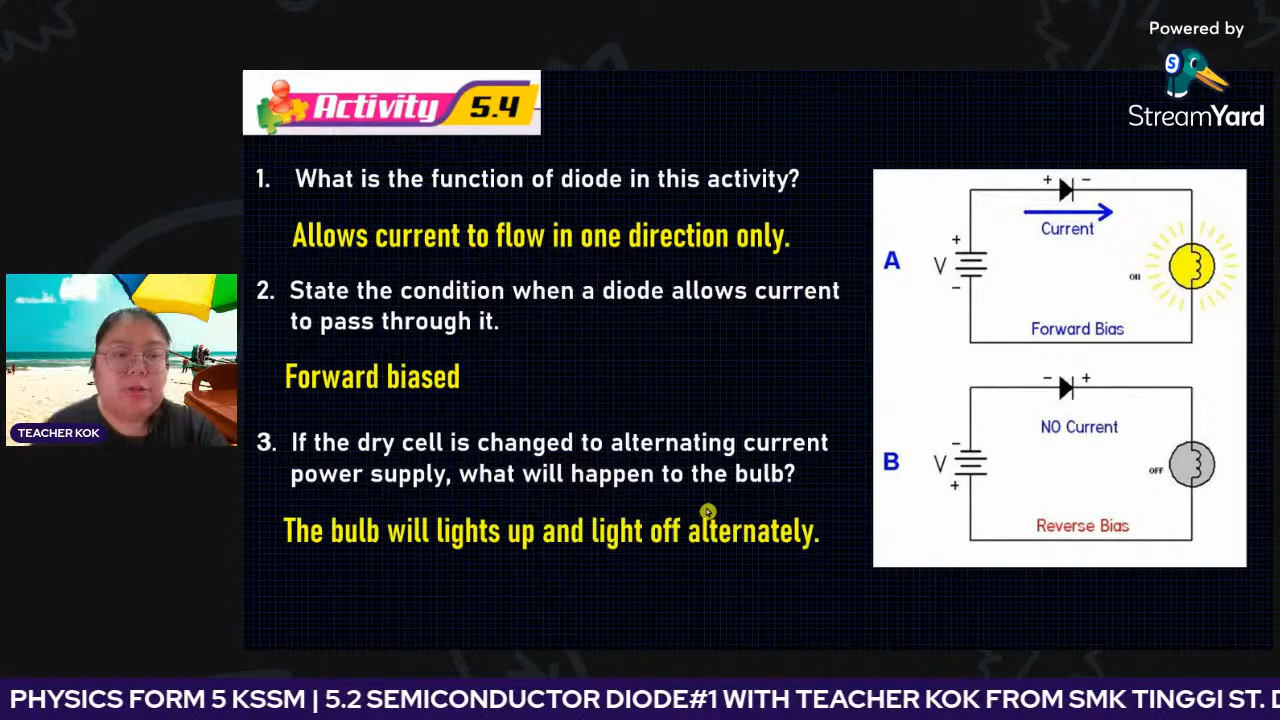 Powered by
StreamYard
Activity 5.4
1. What is the function of diode in this activity?
Allows current to flow in one direction only.
2. State the condition when a diode allows current
to pass through it.
Forward biased
3. If the dry cell is changed to alternating current
power supply, what will happen to the bulb?
The bulb will lights up and light off alternately.
+ −
Current
A
+
V
−
ON
Forward Bias
− +
NO Current
B
−
V
+
OFF
Reverse Bias
TEACHER KOK
PHYSICS FORM 5 KSSM | 5.2 SEMICONDUCTOR DIODE#1 WITH TEACHER KOK FROM SMK TINGGI ST.